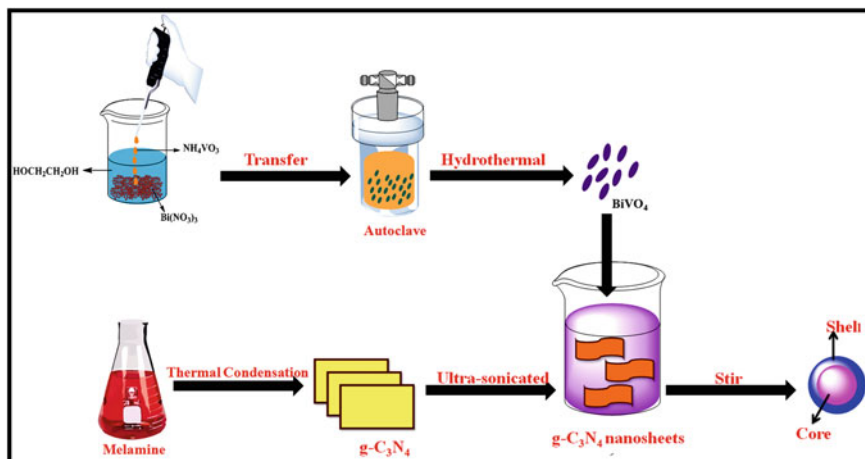 NH₄VO₃
HOCH₂CH₂OH
Bi(NO₃)₃
Transfer
Autoclave
Hydrothermal
BiVO₄
Melamine
Thermal Condensation
g-C₃N₄
Ultra-sonicated
g-C₃N₄ nanosheets
Stir
Shell
Core